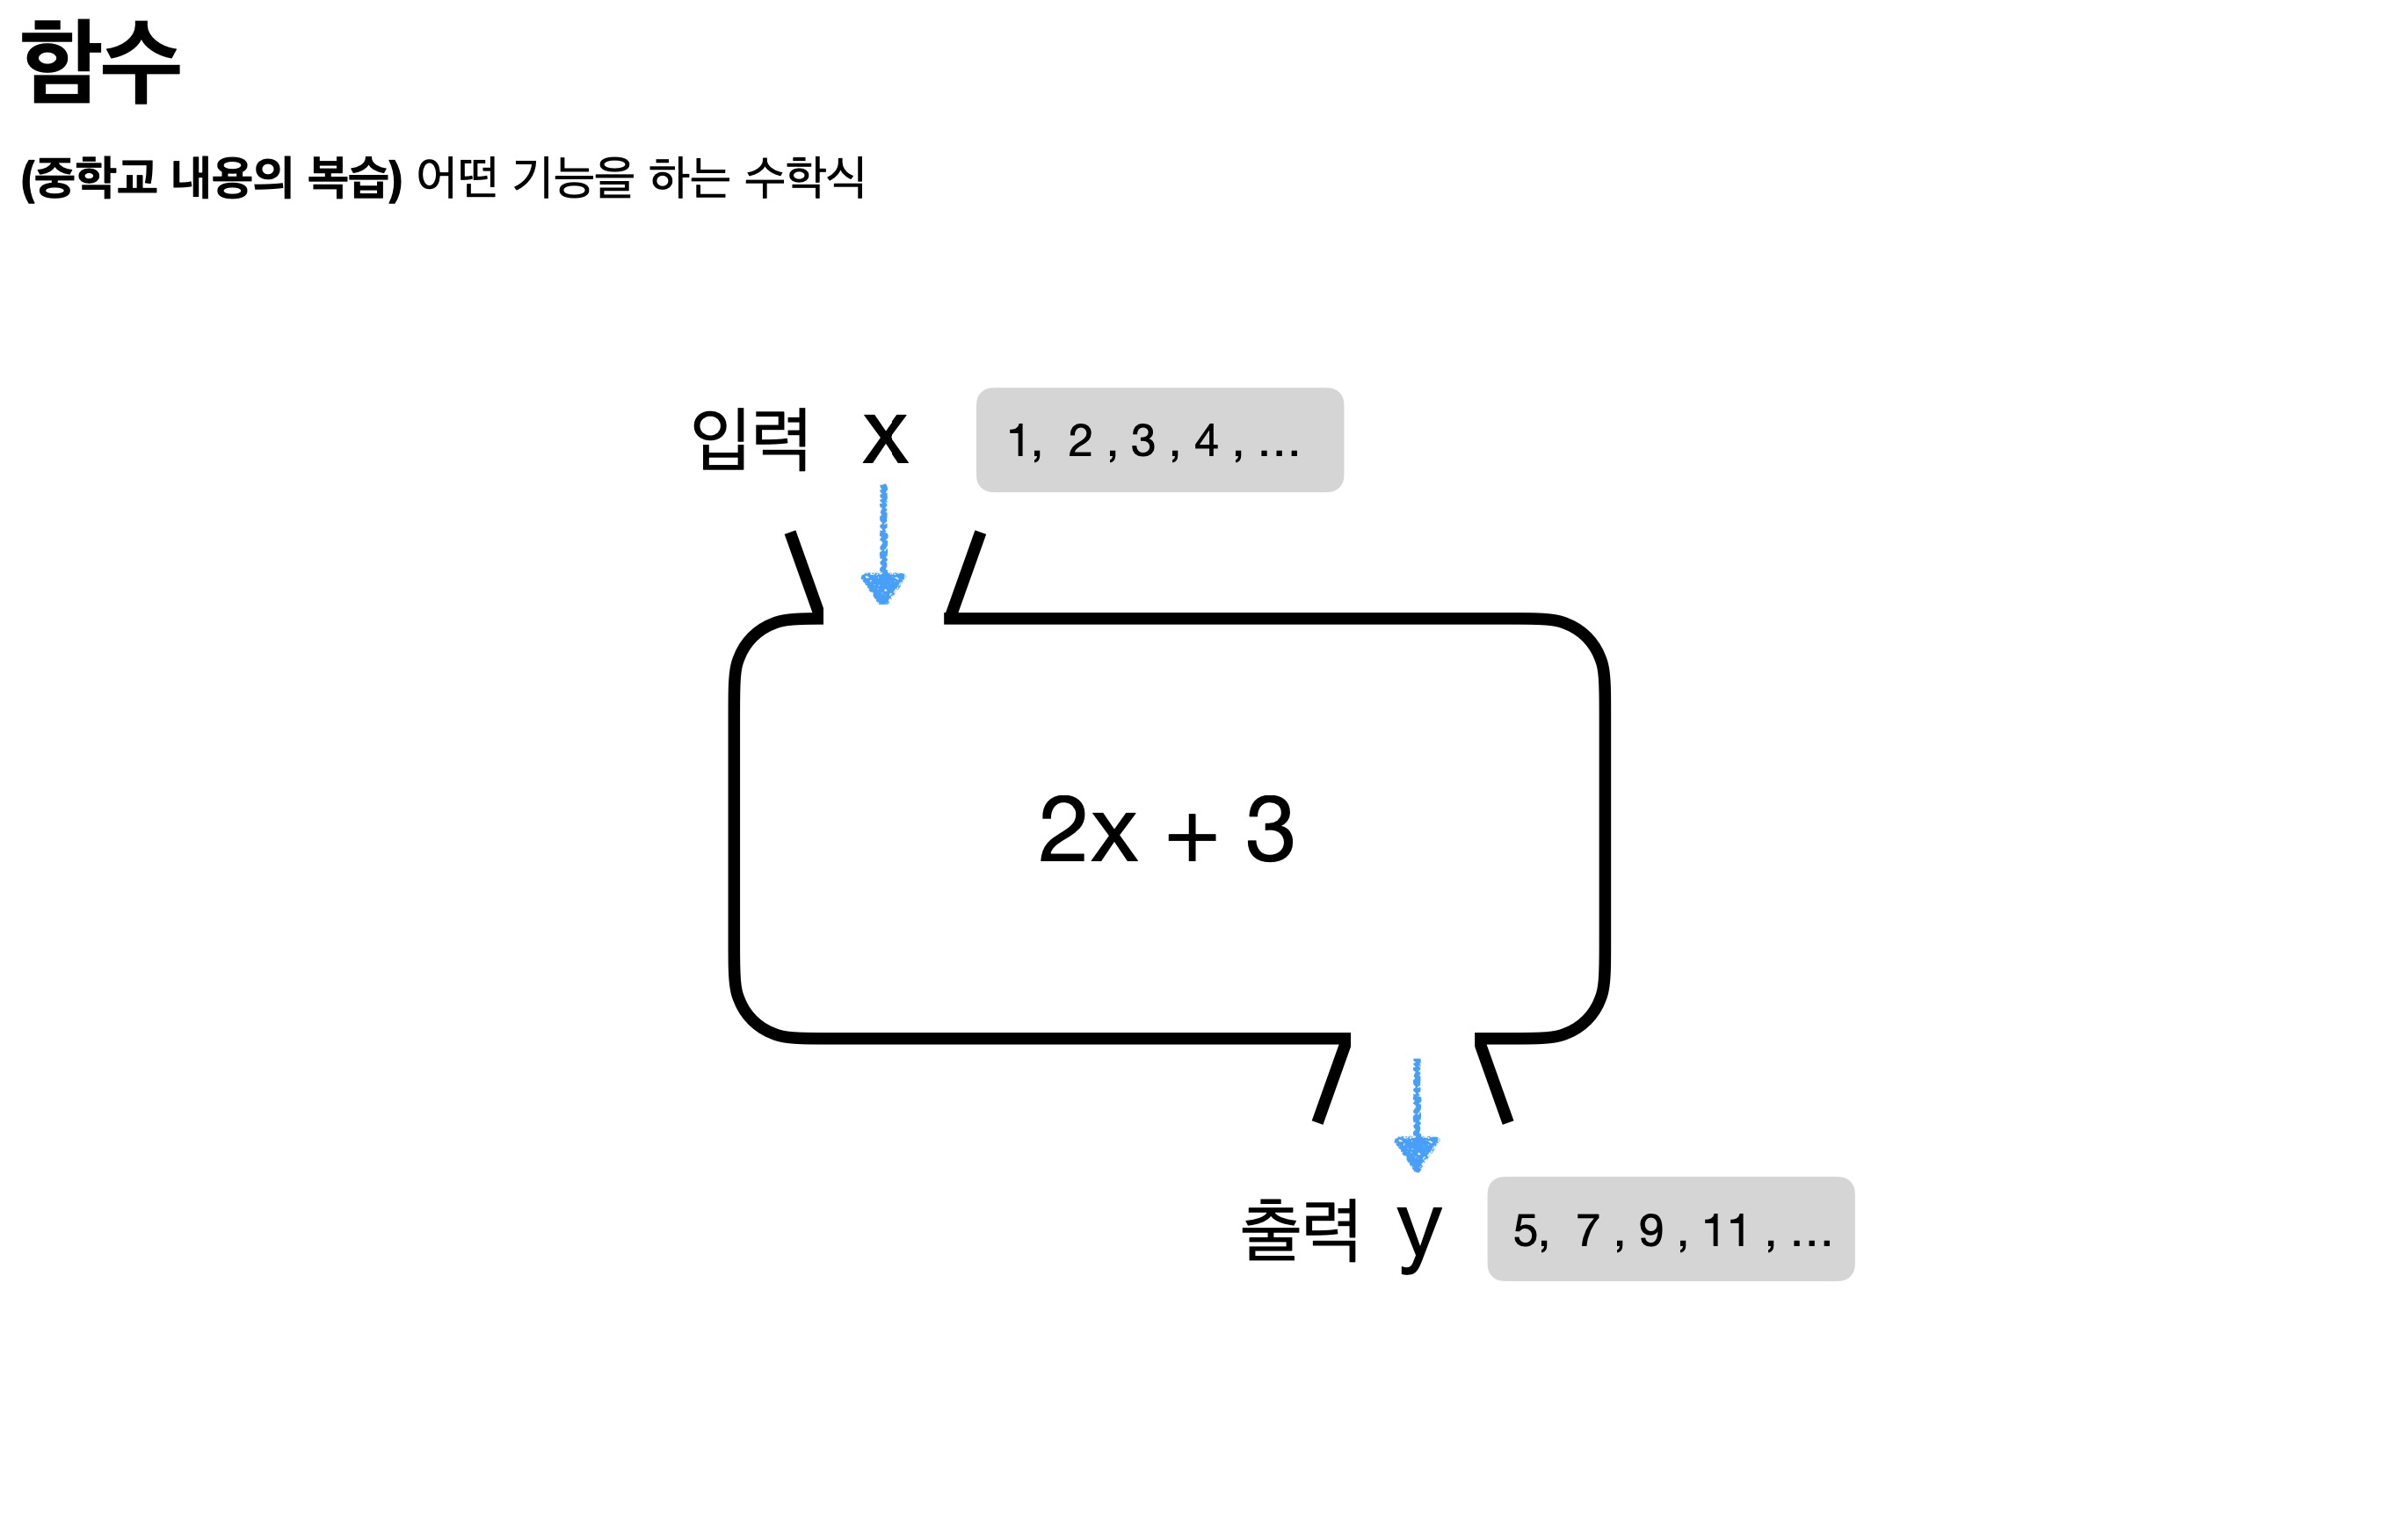 함수
(중학교 내용의 복습) 어떤 기능을 하는 수학식
입력 x 1, 2 , 3 , 4 , ...
2x + 3
출력 y 5, 7 , 9 , 11 , ...